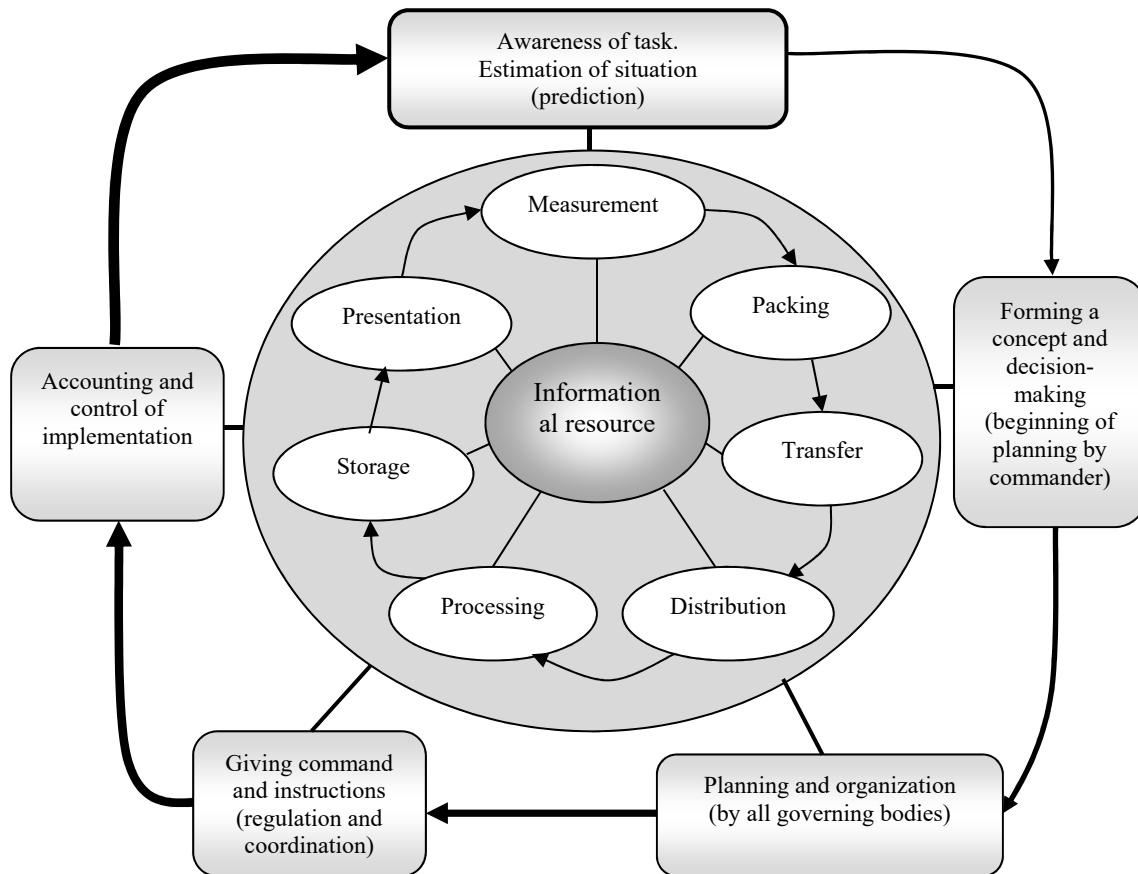 Awareness of task.
Estimation of situation
(prediction)
Measurement
Packing
Presentation
Forming a
concept and
decision-
making
(beginning of
planning by
commander)
Accounting and
control of
implementation
Information
al resource
Transfer
Storage
Processing
Distribution
Giving command
and instructions
(regulation and
coordination)
Planning and organization
(by all governing bodies)